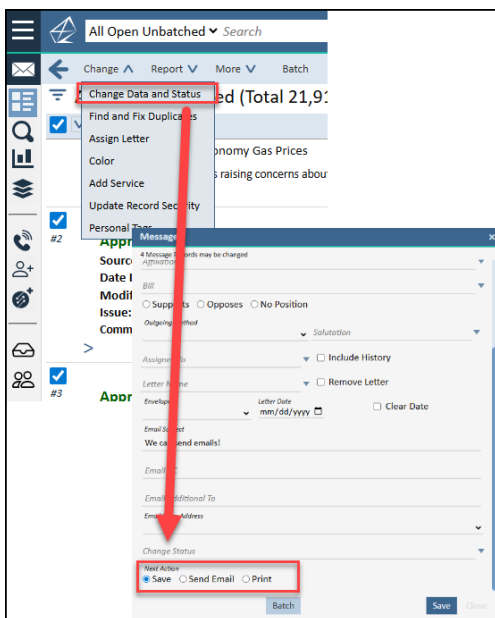 All Open Unbatched Search
Change Report More Batch
Change Data and Status
ed (Total 21,91
Find and Fix Duplicates
Assign Letter
onomy Gas Prices
Color
s raising concerns about
Add Service
Update Record Security
Personal Tags
#2
Appr
Source
Date
Modif
Issue:
Comm
>
#3
Appr
Message
x
4 Message Records may be changed
Affiliation
Bill
Supports Opposes No Position
Outgoing Method
Salutation
Assigned To
Include History
Letter Name
Remove Letter
Envelope
Letter Date
mm/dd/yyyy
Clear Date
Email Subject
We can send emails!
Email
Email Additional To
Address
Change Status
Next Action
Save Send Email Print
Batch
Save Close